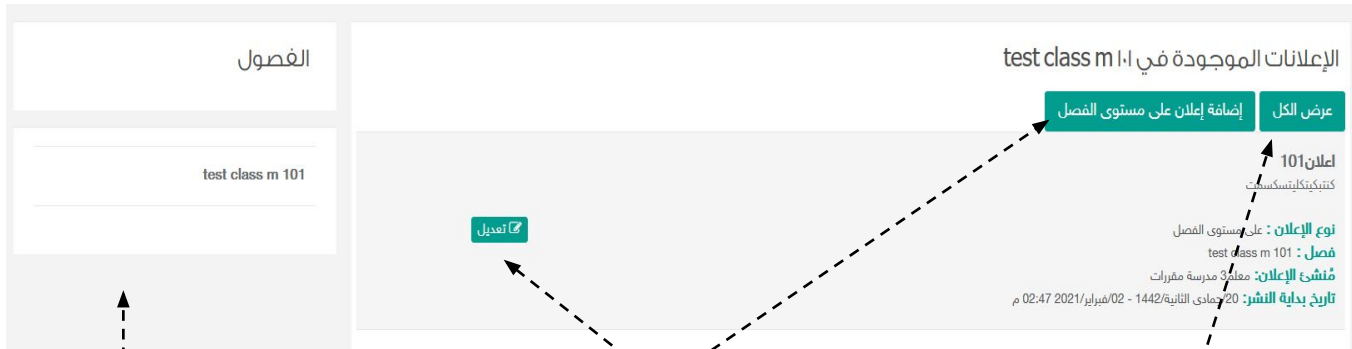 الإعلانات الموجودة في test class m ١٠١
عرض الكل
إضافة إعلان على مستوى الفصل
اعلان101
كنتبكيتكليتسكسمت
نوع الإعلان : على مستوى الفصل
فصل : test class m 101
مُنشئ الإعلان: معلم3 مدرسة مقررات
تاريخ بداية النشر: 20/جمادى الثانية/1442 - 02/فبراير/2021 02:47 م
تعديل
الفصول
test class m 101